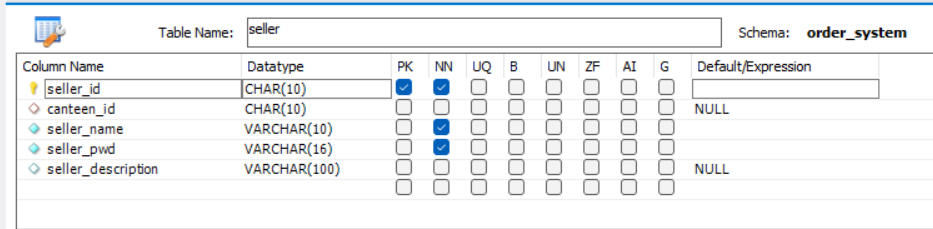 Table Name: seller Schema: order_system
Column Name Datatype PK NN UQ B UN ZF AI G Default/Expression
seller_id CHAR(10)
canteen_id CHAR(10) NULL
seller_name VARCHAR(10)
seller_pwd VARCHAR(16)
seller_description VARCHAR(100) NULL